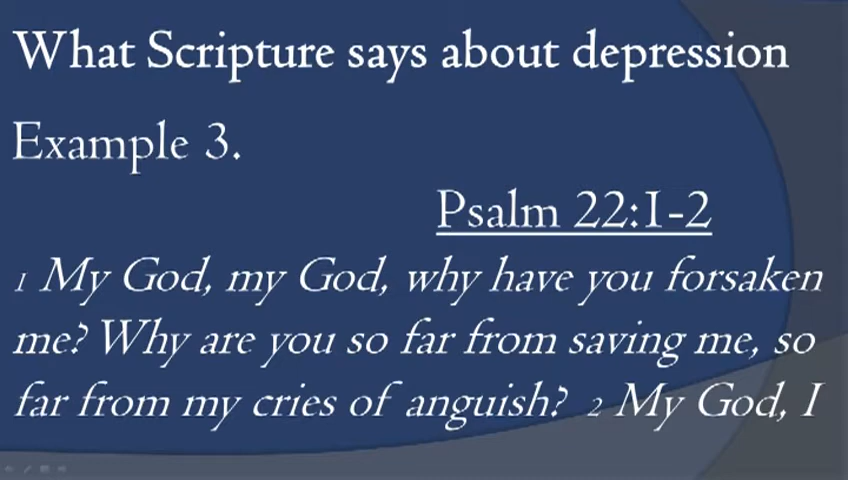 What Scripture says about depression
Example 3.
Psalm 22:1-2
1 My God, my God, why have you forsaken
me? Why are you so far from saving me, so
far from my cries of anguish? 2 My God, I